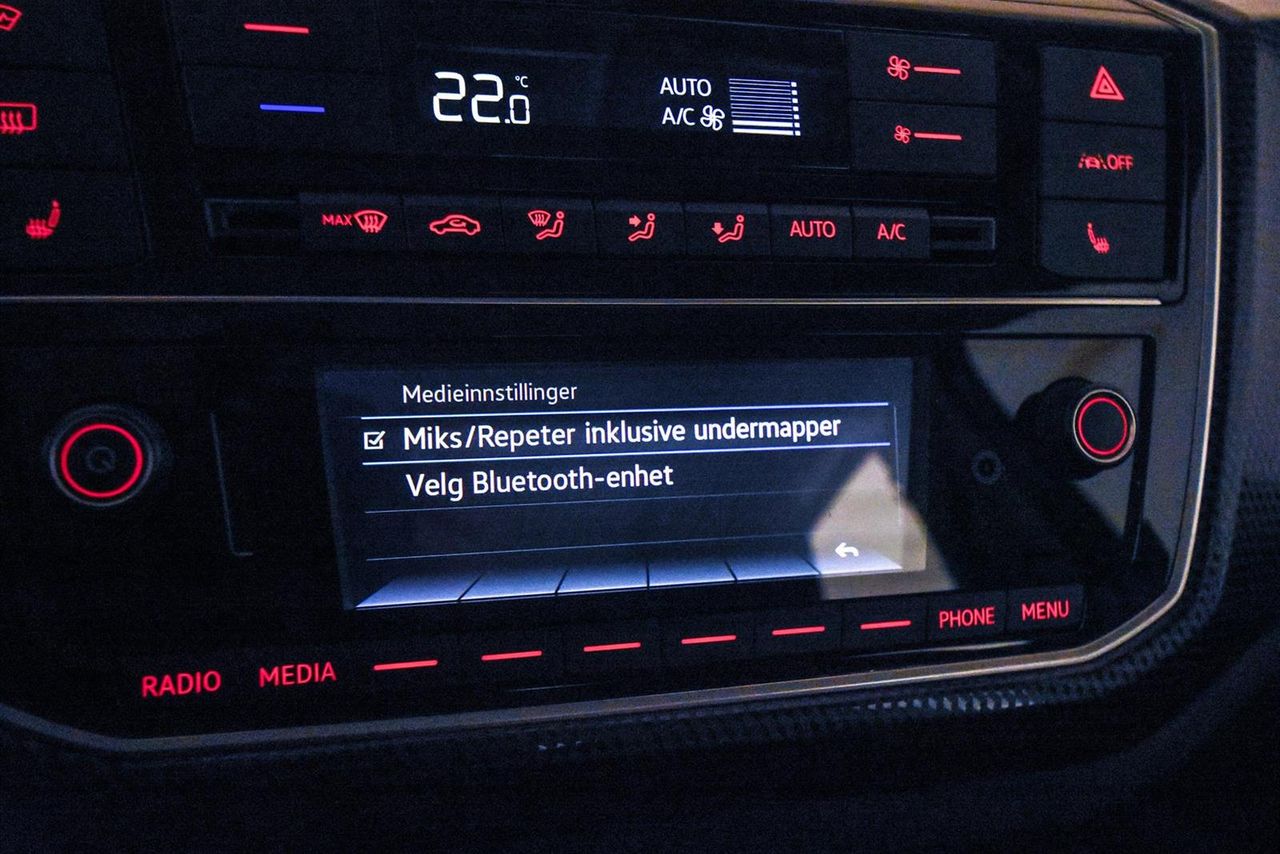 22.0 °C
AUTO
A/C
OFF
MAX
AUTO
A/C
Medieinnstillinger
Miks/Repeter inklusive undermapper
Velg Bluetooth-enhet
PHONE
MENU
RADIO
MEDIA